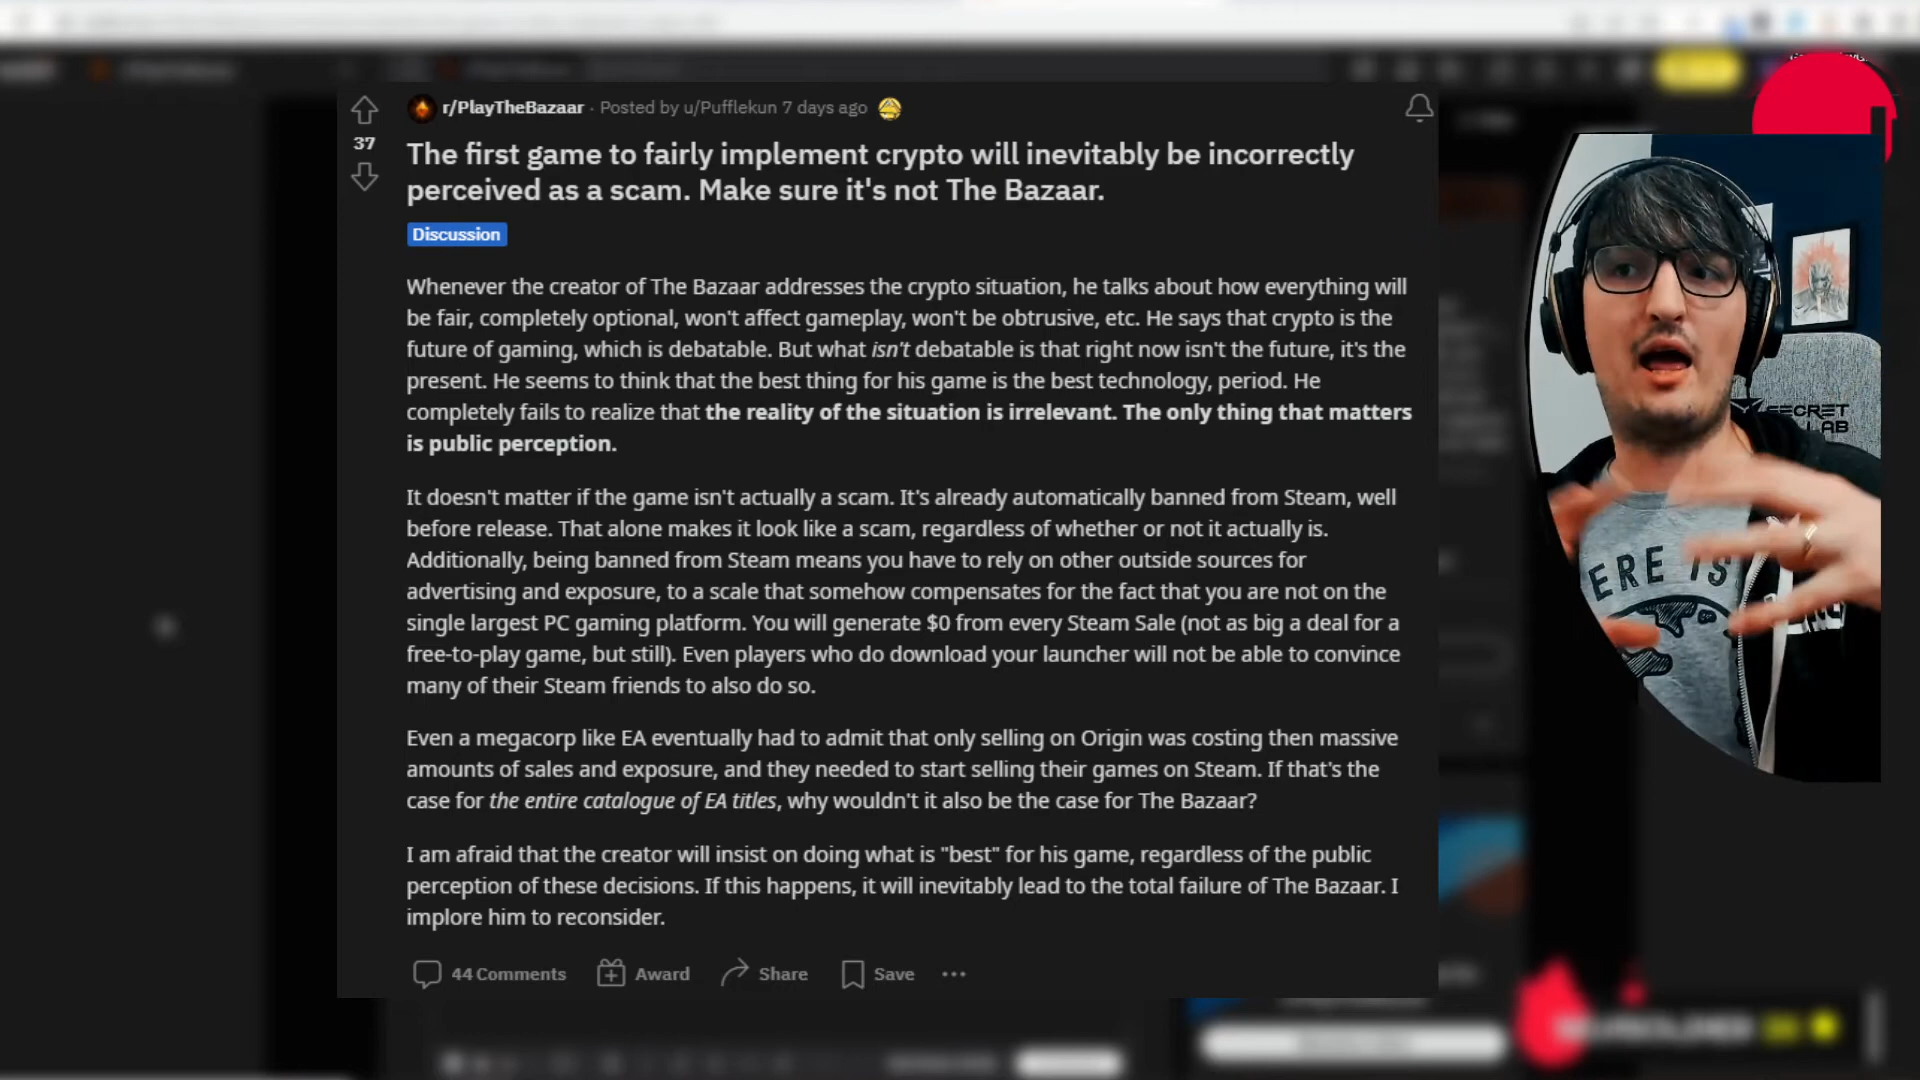 r/PlayTheBazaar · Posted by u/Pufflekun 7 days ago
37
The first game to fairly implement crypto will inevitably be incorrectly
perceived as a scam. Make sure it's not The Bazaar.
Discussion
Whenever the creator of The Bazaar addresses the crypto situation, he talks about how everything will
be fair, completely optional, won't affect gameplay, won't be obtrusive, etc. He says that crypto is the
future of gaming, which is debatable. But what isn't debatable is that right now isn't the future, it's the
present. He seems to think that the best thing for his game is the best technology, period. He
completely fails to realize that the reality of the situation is irrelevant. The only thing that matters
is public perception.
It doesn't matter if the game isn't actually a scam. It's already automatically banned from Steam, well
before release. That alone makes it look like a scam, regardless of whether or not it actually is.
Additionally, being banned from Steam means you have to rely on other outside sources for
advertising and exposure, to a scale that somehow compensates for the fact that you are not on the
single largest PC gaming platform. You will generate $0 from every Steam Sale (not as big a deal for a
free-to-play game, but still). Even players who do download your launcher will not be able to convince
many of their Steam friends to also do so.
Even a megacorp like EA eventually had to admit that only selling on Origin was costing then massive
amounts of sales and exposure, and they needed to start selling their games on Steam. If that's the
case for the entire catalogue of EA titles, why wouldn't it also be the case for The Bazaar?
I am afraid that the creator will insist on doing what is "best" for his game, regardless of the public
perception of these decisions. If this happens, it will inevitably lead to the total failure of The Bazaar. I
implore him to reconsider.
44 Comments Award Share Save
SECRET
LAB
ERE IS